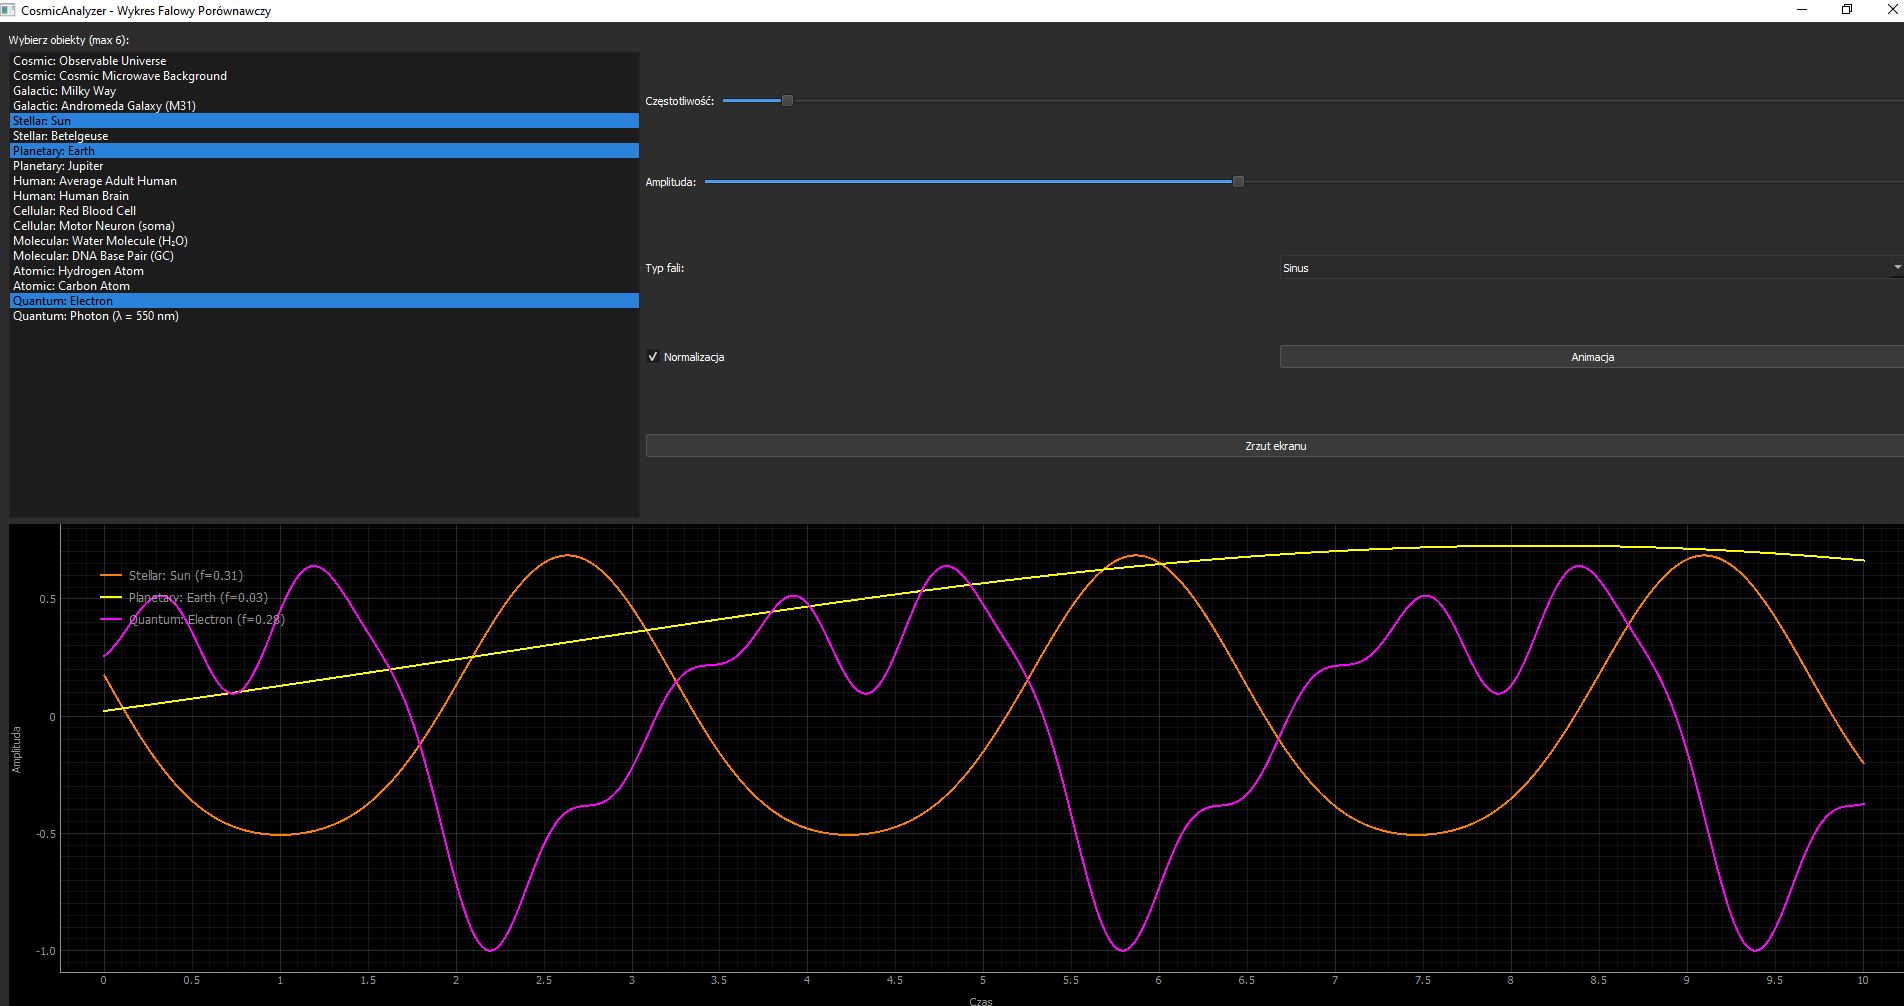 CosmicAnalyzer - Wykres Falowy Porównawczy
Wybierz obiekty (max 6):
Cosmic: Observable Universe
Cosmic: Cosmic Microwave Background
Galactic: Milky Way
Galactic: Andromeda Galaxy (M31)
Stellar: Sun
Stellar: Betelgeuse
Planetary: Earth
Planetary: Jupiter
Human: Average Adult Human
Human: Human Brain
Cellular: Red Blood Cell
Cellular: Motor Neuron (soma)
Molecular: Water Molecule (H₂O)
Molecular: DNA Base Pair (GC)
Atomic: Hydrogen Atom
Atomic: Carbon Atom
Quantum: Electron
Quantum: Photon (λ = 550 nm)
Częstotliwość:
Amplituda:
Typ fali:
Sinus
Normalizacja
Animacja
Zrzut ekranu
Stellar: Sun (f=0.31)
Planetary: Earth (f=0.03)
Quantum: Electron (f=0.28)
Amplituda
0.5
0
-0.5
-1.0
0 0.5 1 1.5 2 2.5 3 3.5 4 4.5 5 5.5 6 6.5 7 7.5 8 8.5 9 9.5 10
Czas